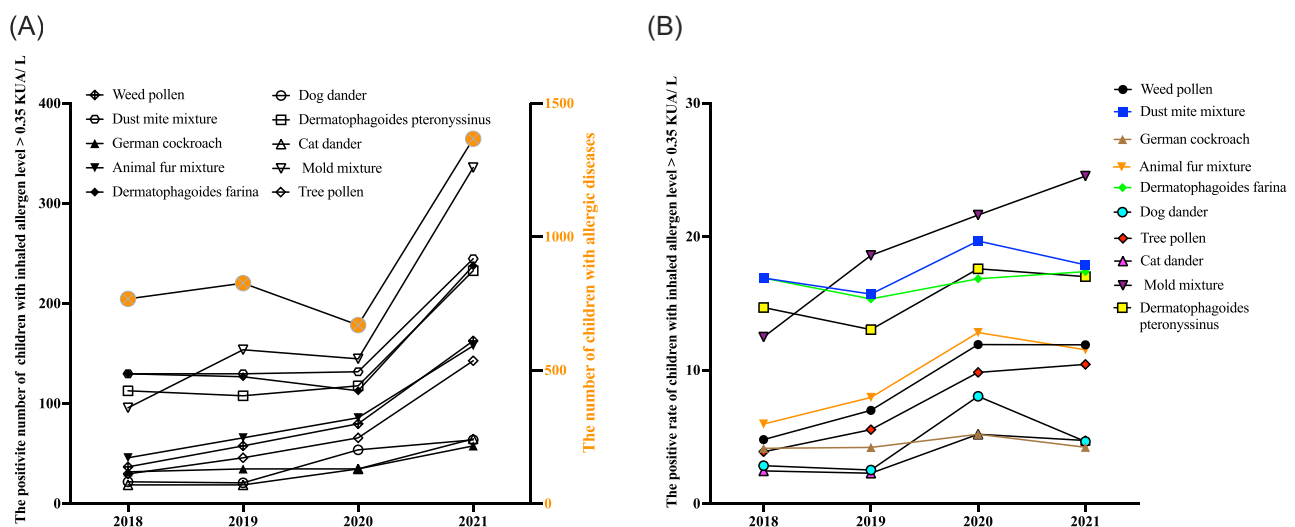 (A)
The positivite number of children with inhaled allergen level > 0.35 KUA/ L
400
300
200
100
0
Weed pollen
Dust mite mixture
German cockroach
Animal fur mixture
Dermatophagoides farina
Dog dander
Dermatophagoides pteronyssinus
Cat dander
Mold mixture
Tree pollen
1500
1000
500
0
The number of children with allergic diseases
2018
2019
2020
2021
(B)
The positive rate of children with inhaled allergen level > 0.35 KUA/ L
30
20
10
0
2018
2019
2020
2021
Weed pollen
Dust mite mixture
German cockroach
Animal fur mixture
Dermatophagoides farina
Dog dander
Tree pollen
Cat dander
Mold mixture
Dermatophagoides
pteronyssinus